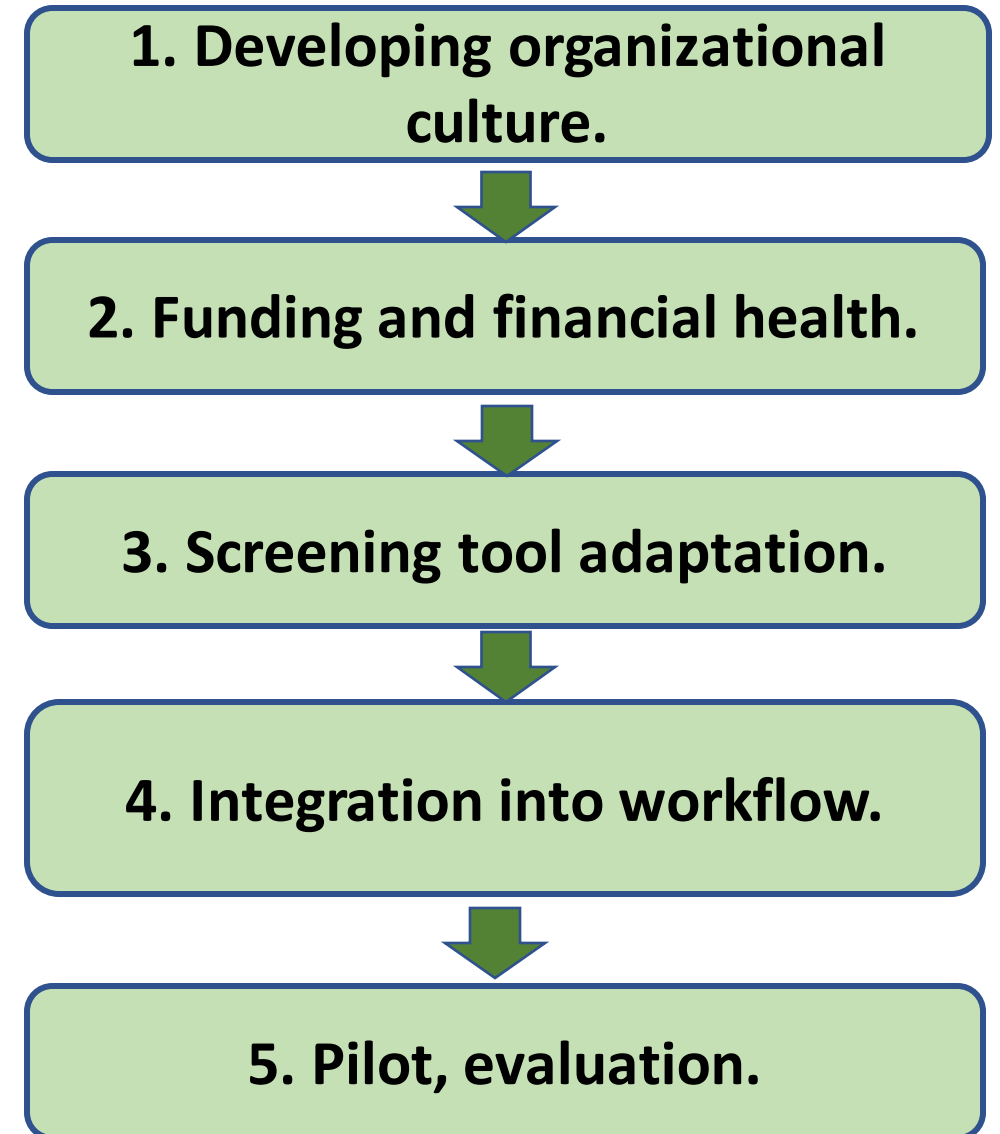 1. Developing organizational
culture.
2. Funding and financial health.
3. Screening tool adaptation.
4. Integration into workflow.
5. Pilot, evaluation.